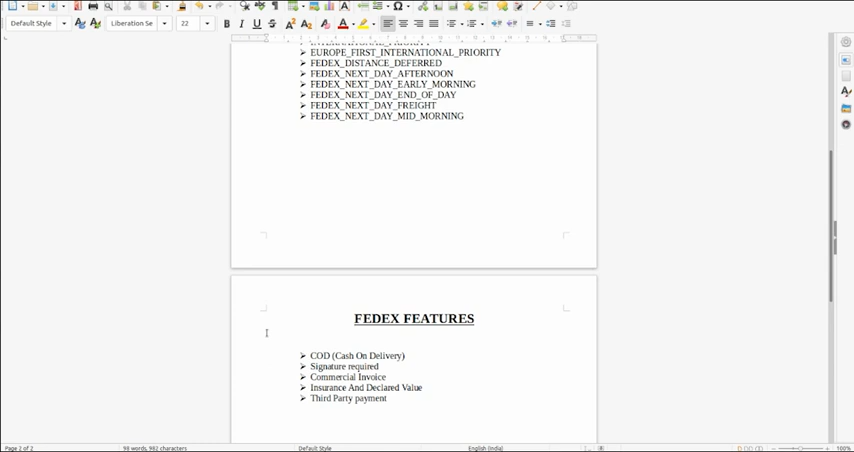 Default Style
Liberation Se
22
INTERNATIONAL_PRIORITY
EUROPE_FIRST_INTERNATIONAL_PRIORITY
FEDEX_DISTANCE_DEFERRED
FEDEX_NEXT_DAY_AFTERNOON
FEDEX_NEXT_DAY_EARLY_MORNING
FEDEX_NEXT_DAY_END_OF_DAY
FEDEX_NEXT_DAY_FREIGHT
FEDEX_NEXT_DAY_MID_MORNING
FEDEX FEATURES
COD (Cash On Delivery)
Signature required
Commercial Invoice
Insurance And Declared Value
Third Party payment
Page 2 of 2
98 words, 982 characters
Default Style
English (India)
100%